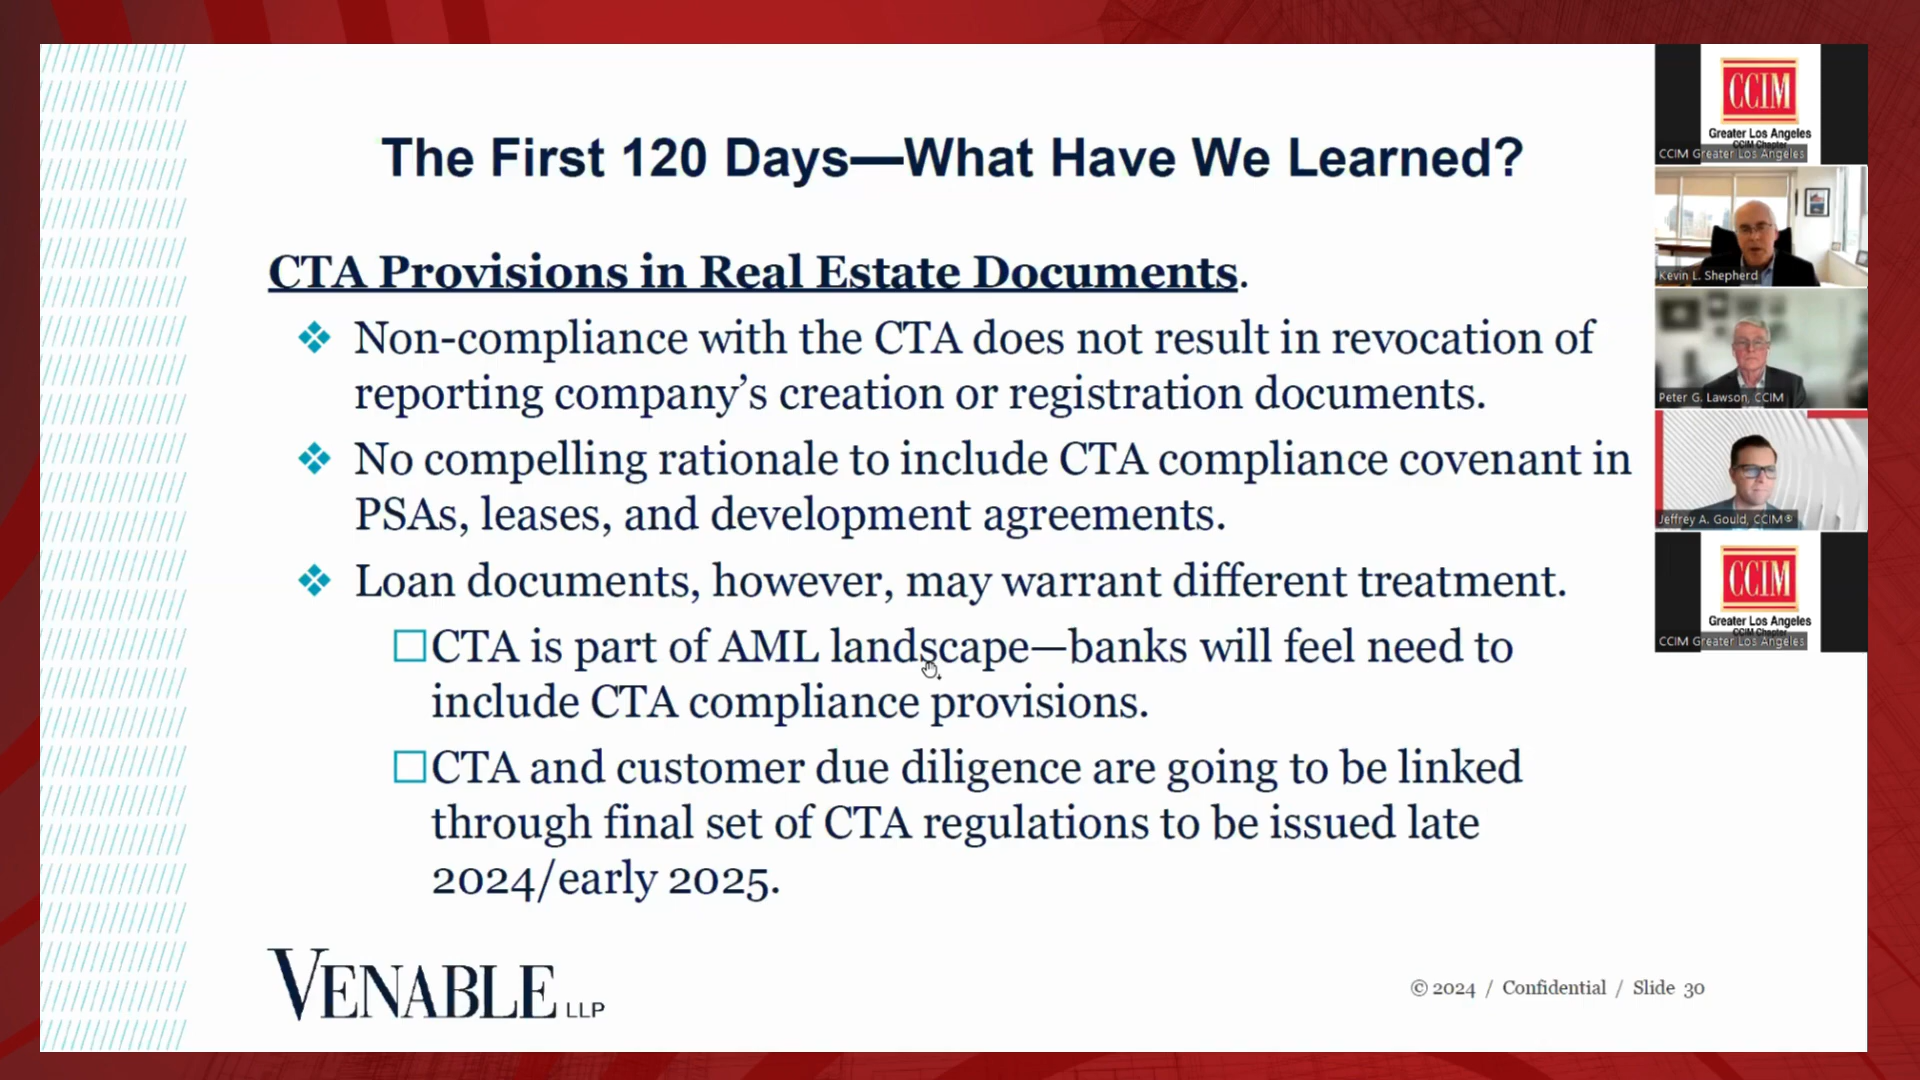 The First 120 Days—What Have We Learned?
CTA Provisions in Real Estate Documents.
❖ Non-compliance with the CTA does not result in revocation of
reporting company’s creation or registration documents.
❖ No compelling rationale to include CTA compliance covenant in
PSAs, leases, and development agreements.
❖ Loan documents, however, may warrant different treatment.
☐CTA is part of AML landscape—banks will feel need to
include CTA compliance provisions.
☐CTA and customer due diligence are going to be linked
through final set of CTA regulations to be issued late
2024/early 2025.
VENABLE LLP
© 2024 / Confidential / Slide 30
CCIM
Greater Los Angeles
CCIM Chapter
CCIM Greater Los Angeles
Kevin L. Shepherd
Peter G. Lawson, CCIM
Jeffrey A. Gould, CCIM®
CCIM
Greater Los Angeles
CCIM Chapter
CCIM Greater Los Angeles